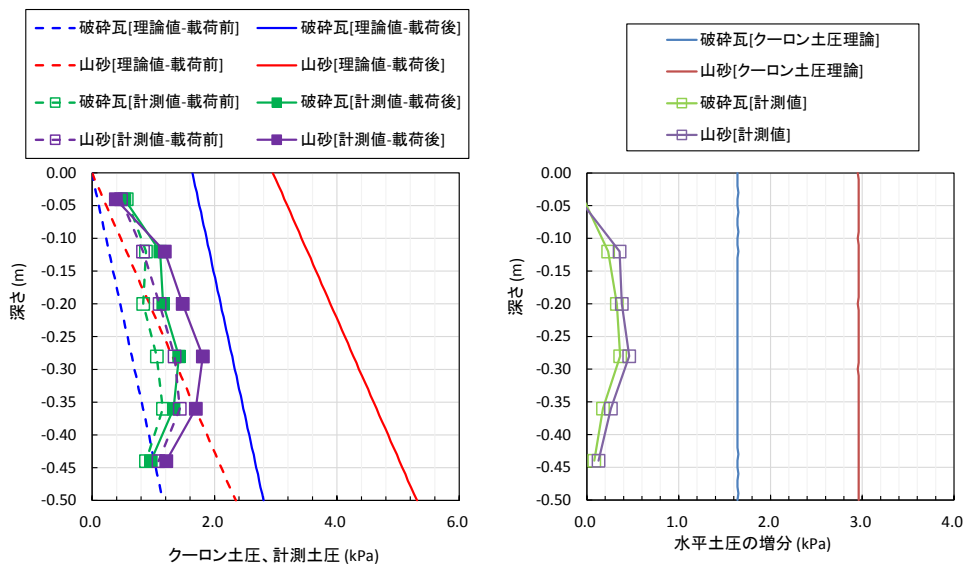 破砕瓦[理論値-載荷前]
破砕瓦[理論値-載荷後]
山砂[理論値-載荷前]
山砂[理論値-載荷後]
破砕瓦[計測値-載荷前]
破砕瓦[計測値-載荷後]
山砂[計測値-載荷前]
山砂[計測値-載荷後]
0.00
-0.05
-0.10
-0.15
-0.20
-0.25
-0.30
-0.35
-0.40
-0.45
-0.50
深さ (m)
0.0
2.0
4.0
6.0
クーロン土圧、計測土圧 (kPa)
破砕瓦[クーロン土圧理論]
山砂[クーロン土圧理論]
破砕瓦[計測値]
山砂[計測値]
0.00
-0.05
-0.10
-0.15
-0.20
-0.25
-0.30
-0.35
-0.40
-0.45
-0.50
深さ (m)
0.0
1.0
2.0
3.0
4.0
水平土圧の増分 (kPa)